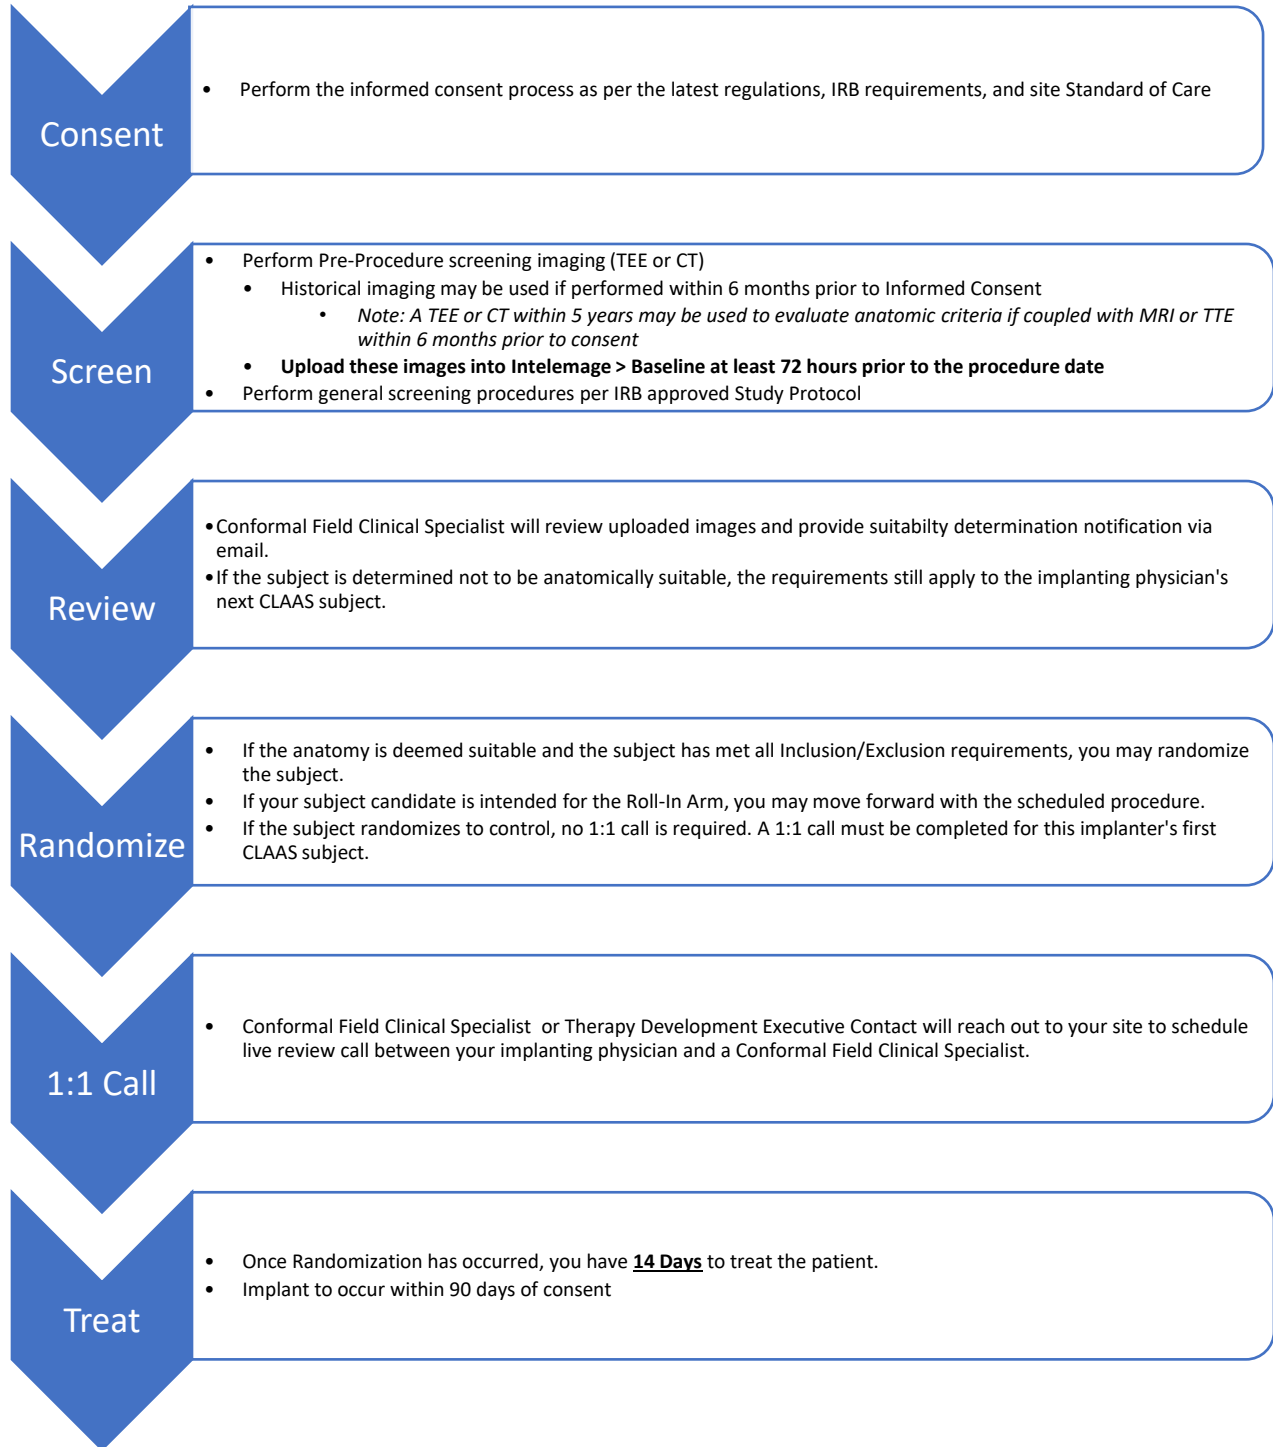 Consent
• Perform the informed consent process as per the latest regulations, IRB requirements, and site Standard of Care
Screen
• Perform Pre-Procedure screening imaging (TEE or CT)
• Historical imaging may be used if performed within 6 months prior to Informed Consent
• Note: A TEE or CT within 5 years may be used to evaluate anatomic criteria if coupled with MRI or TTE
within 6 months prior to consent
• Upload these images into Intelemage > Baseline at least 72 hours prior to the procedure date
• Perform general screening procedures per IRB approved Study Protocol
Review
•Conformal Field Clinical Specialist will review uploaded images and provide suitabilty determination notification via
email.
•If the subject is determined not to be anatomically suitable, the requirements still apply to the implanting physician's
next CLAAS subject.
Randomize
• If the anatomy is deemed suitable and the subject has met all Inclusion/Exclusion requirements, you may randomize
the subject.
• If your subject candidate is intended for the Roll-In Arm, you may move forward with the scheduled procedure.
• If the subject randomizes to control, no 1:1 call is required. A 1:1 call must be completed for this implanter's first
CLAAS subject.
1:1 Call
• Conformal Field Clinical Specialist or Therapy Development Executive Contact will reach out to your site to schedule
live review call between your implanting physician and a Conformal Field Clinical Specialist.
Treat
• Once Randomization has occurred, you have 14 Days to treat the patient.
• Implant to occur within 90 days of consent